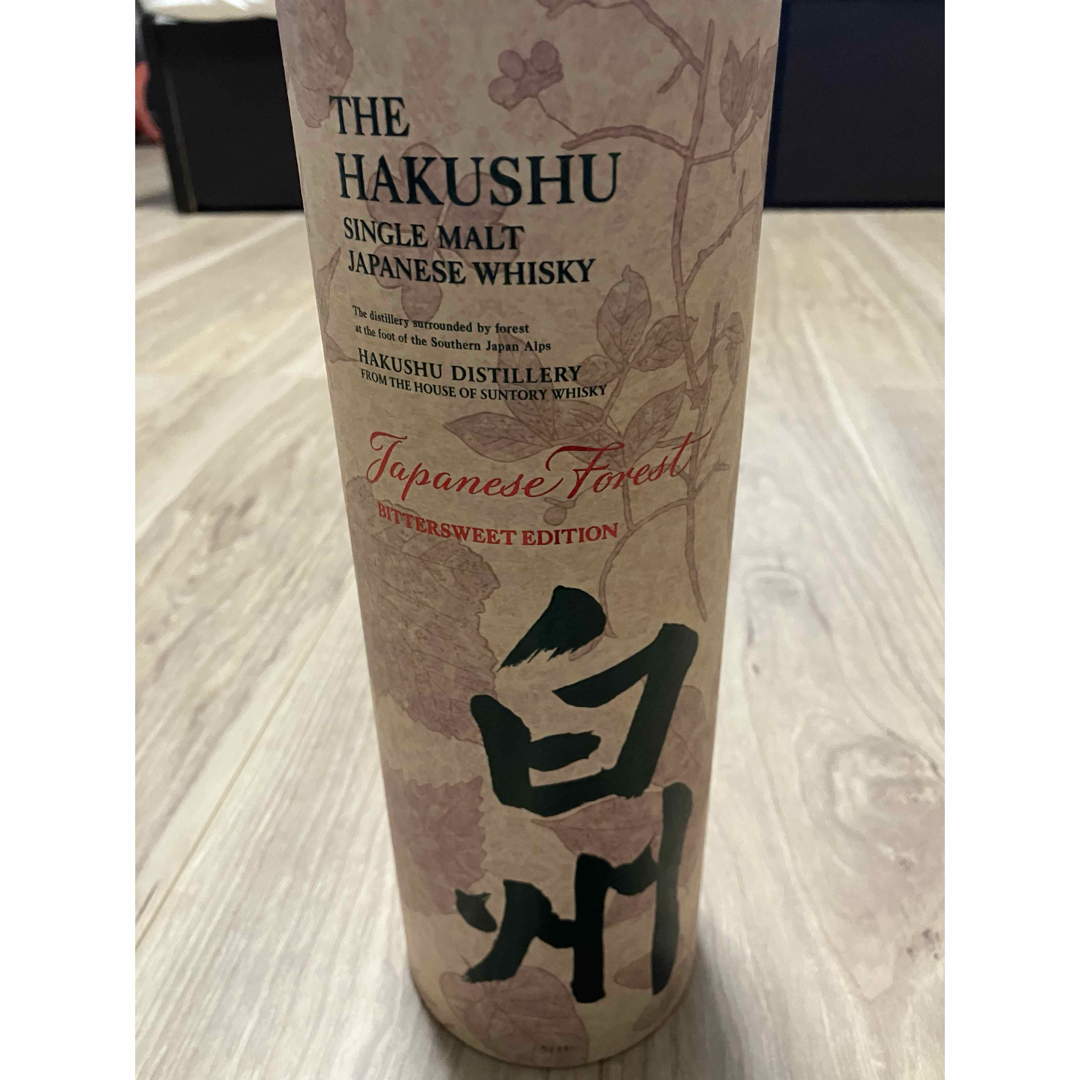 THE
HAKUSHU
SINGLE MALT
JAPANESE WHISKY
The distillery surrounded by forest
at the foot of the Southern Japan Alps
HAKUSHU DISTILLERY
FROM THE HOUSE OF SUNTORY WHISKY
Japanese Forest
BITTERSWEET EDITION
白州